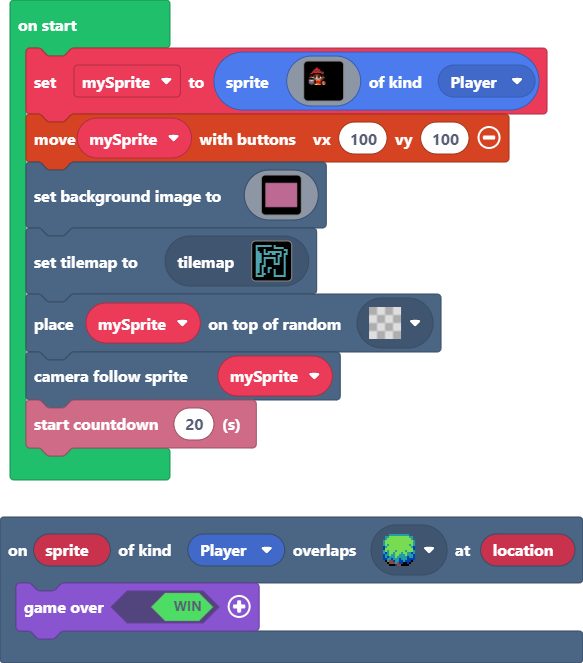 on start
set mySprite to sprite of kind Player
move mySprite with buttons vx 100 vy 100
set background image to
set tilemap to tilemap
place mySprite on top of random
camera follow sprite mySprite
start countdown 20 (s)
on sprite of kind Player overlaps at location
game over WIN